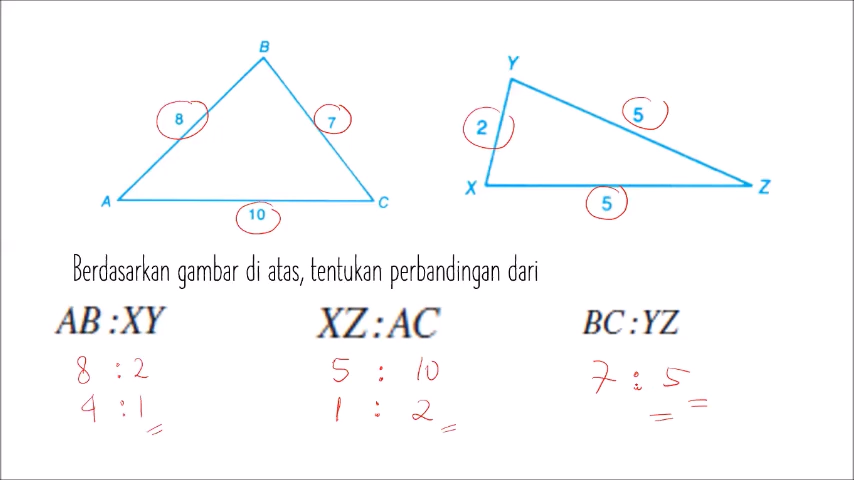 B
8
7
A
10
C
Y
2
5
X
5
Z
Berdasarkan gambar di atas, tentukan perbandingan dari
AB : XY
XZ : AC
BC : YZ
8 : 2
5 : 10
7 : 5
4 : 1
1 : 2